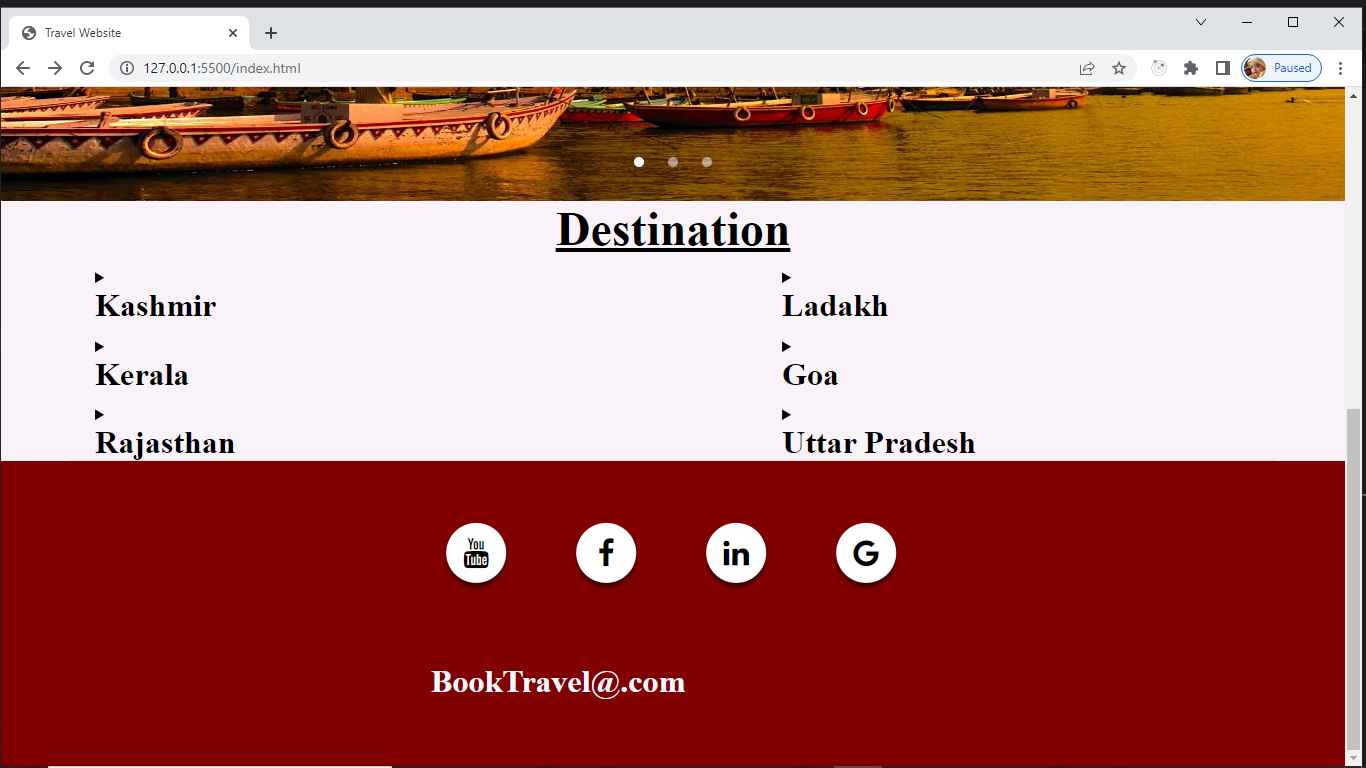 Travel Website
127.0.0.1:5500/index.html
Paused
Destination
Kashmir
Ladakh
Kerala
Goa
Rajasthan
Uttar Pradesh
You
Tube
f
in
G
BookTravel@.com